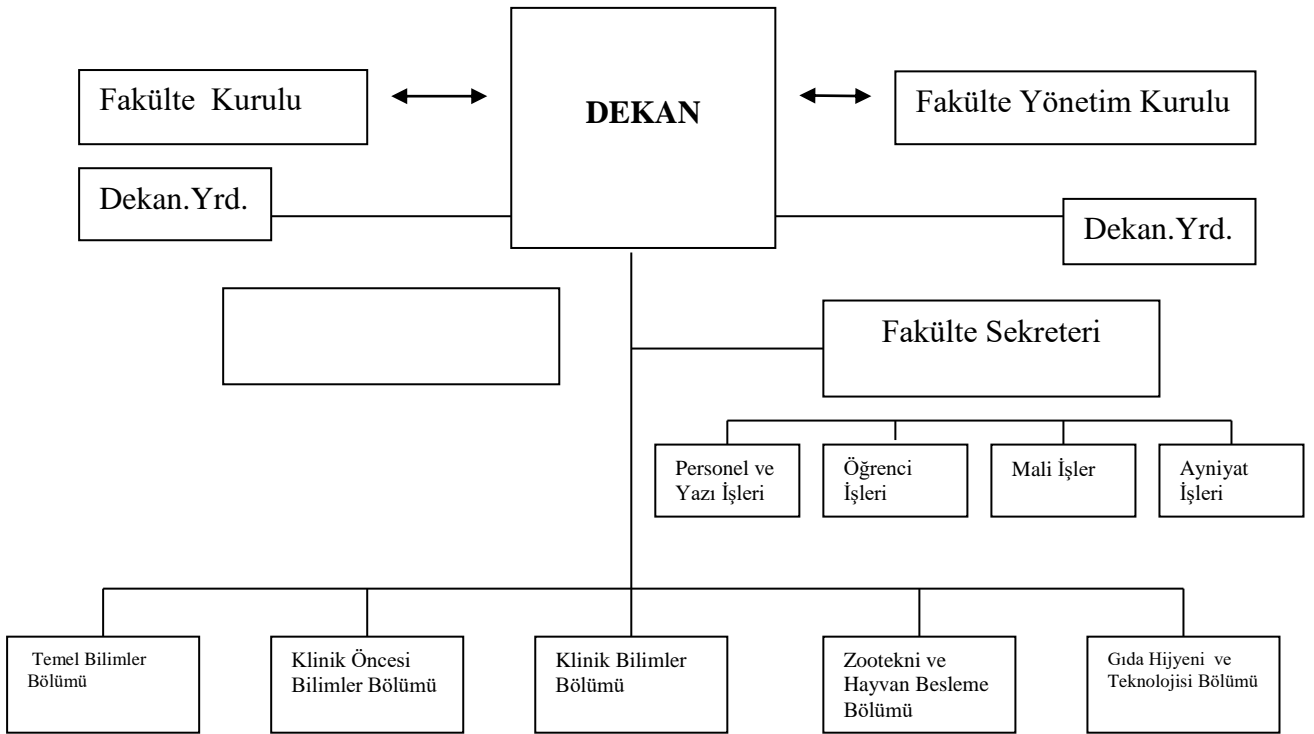 Fakülte Kurulu
DEKAN
Fakülte Yönetim Kurulu
Dekan.Yrd.
Dekan.Yrd.
Fakülte Sekreteri
Personel ve
Yazı İşleri
Öğrenci
İşleri
Mali İşler
Ayniyat
İşleri
Temel Bilimler
Bölümü
Klinik Öncesi
Bilimler Bölümü
Klinik Bilimler
Bölümü
Zootekni ve
Hayvan Besleme
Bölümü
Gıda Hijyeni ve
Teknolojisi Bölümü